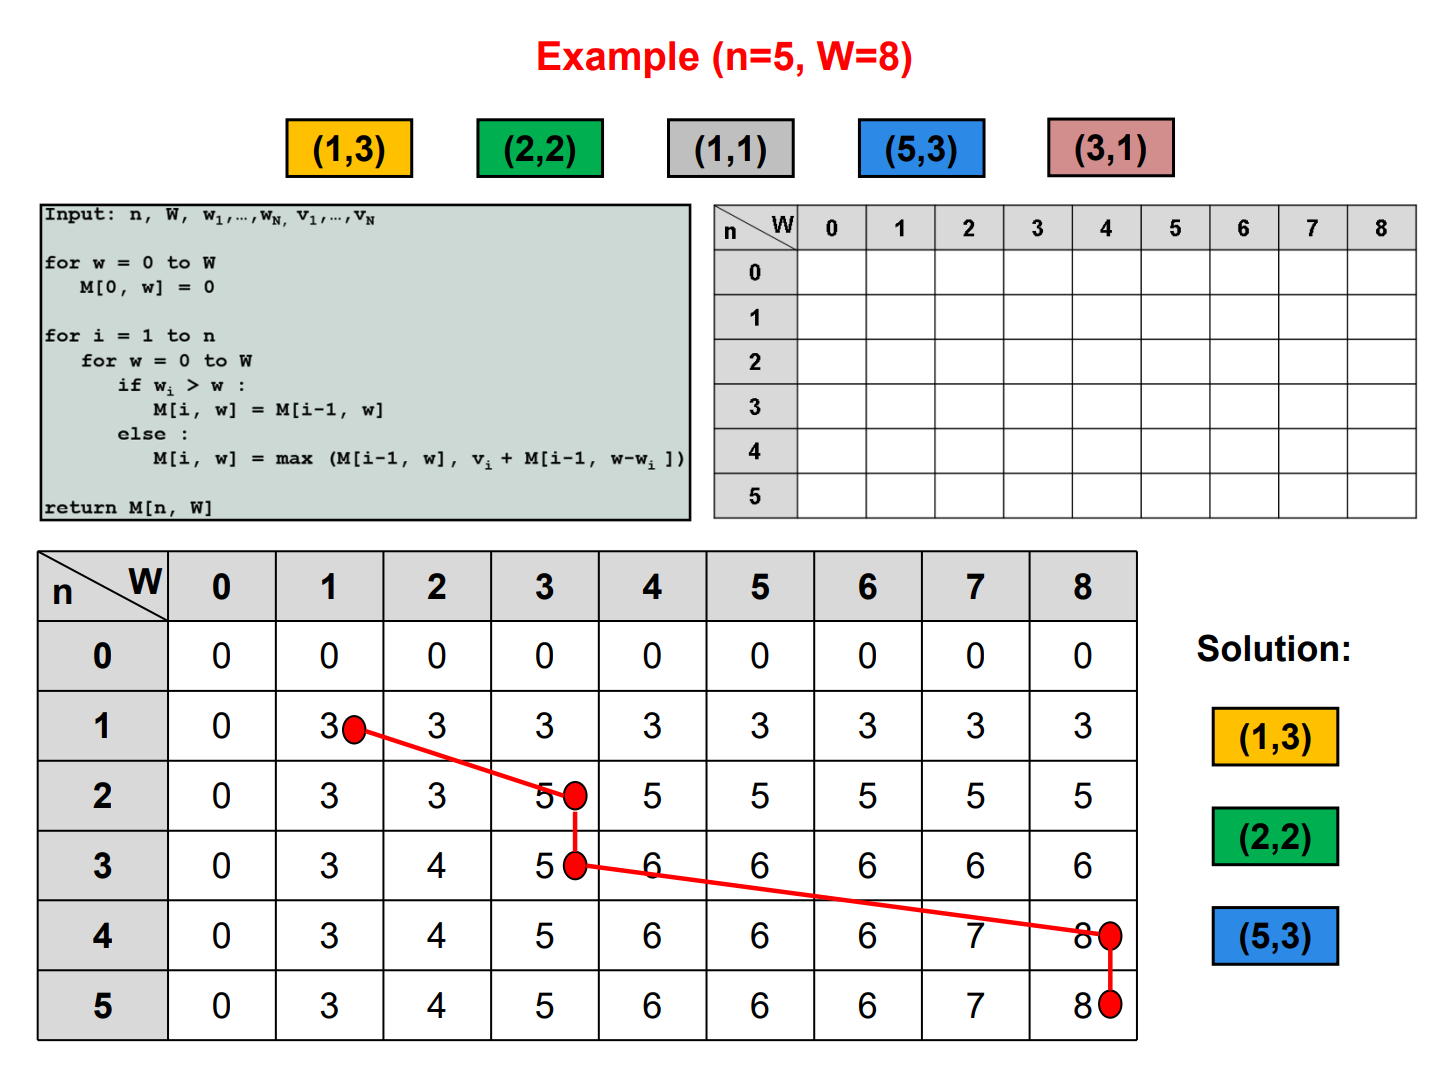 Example (n=5, W=8)
(1,3) (2,2) (1,1) (5,3) (3,1)
Input: n, W, w1,…,wN, v1,…,vN
for w = 0 to W
M[0, w] = 0
for i = 1 to n
for w = 0 to W
if wi > w :
M[i, w] = M[i-1, w]
else :
M[i, w] = max (M[i-1, w], vi + M[i-1, w-wi ])
return M[n, W]
n W 0 1 2 3 4 5 6 7 8
0
1
2
3
4
5
n W 0 1 2 3 4 5 6 7 8
0 0 0 0 0 0 0 0 0 0
1 0 3 3 3 3 3 3 3 3
2 0 3 3 5 5 5 5 5 5
3 0 3 4 5 6 6 6 6 6
4 0 3 4 5 6 6 6 7 8
5 0 3 4 5 6 6 6 7 8
Solution:
(1,3)
(2,2)
(5,3)